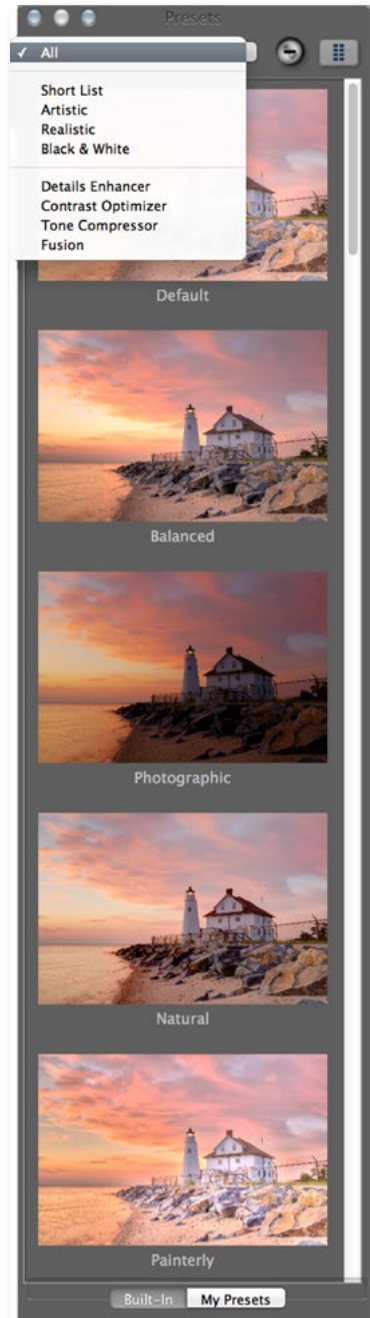 Presets
✓ All
Short List
Artistic
Realistic
Black & White
Details Enhancer
Contrast Optimizer
Tone Compressor
Fusion
Default
Balanced
Photographic
Natural
Painterly
Built-In My Presets